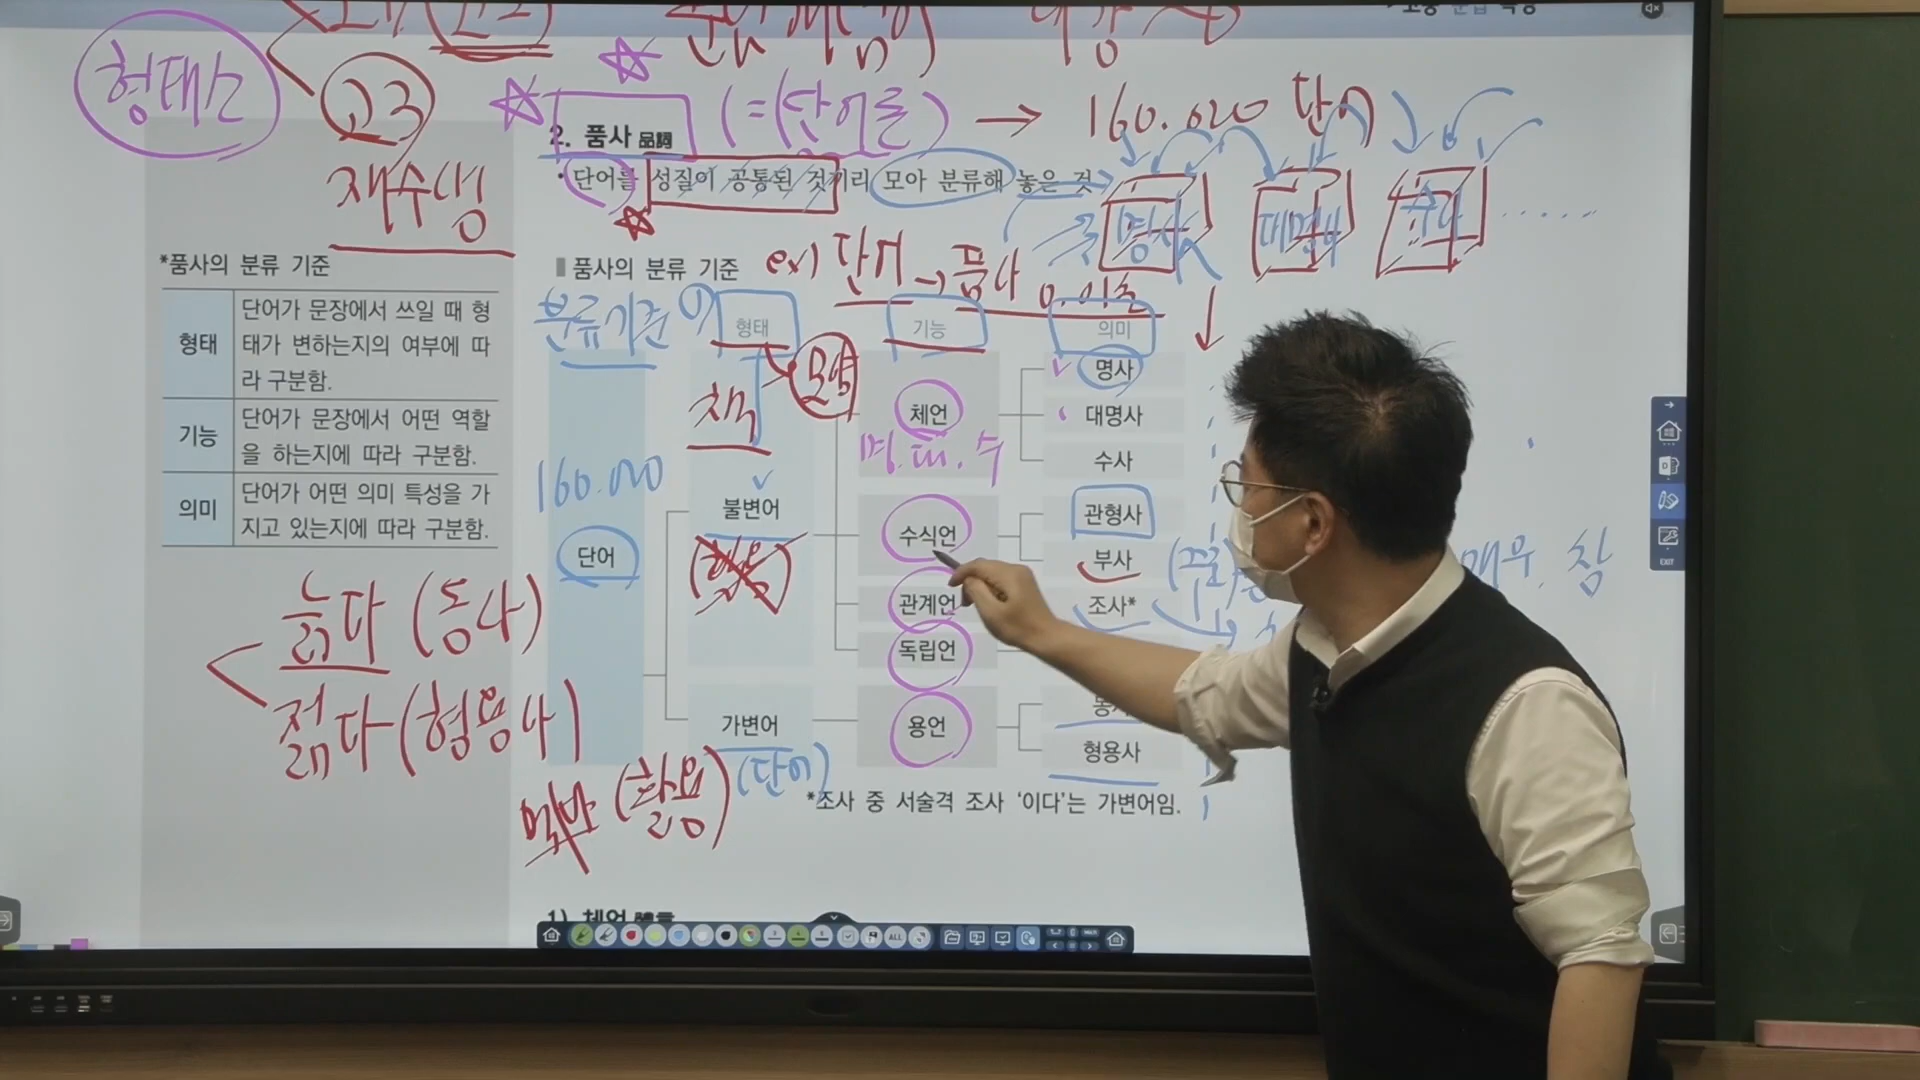 형태소
고3
재수생
2. 품사 品詞 (=(단어들) → 160.020 단어
• 단어를 성질이 공통된 것끼리 모아 분류해 놓은 것
명사 대명사 수사 ......
*품사의 분류 기준
형태 단어가 문장에서 쓰일 때 형
태가 변하는지의 여부에 따
라 구분함.
기능 단어가 문장에서 어떤 역할
을 하는지에 따라 구분함.
의미 단어가 어떤 의미 특성을 가
지고 있는지에 따라 구분함.
늙다 (동사)
젊다 (형용사)
품사의 분류 기준
ex) 단어 → 품사
분류기준 ① 형태 기능 의미
모양
책
160.020
단어
불변어
(활용)
가변어
(활용) (단어)
체언
명.대.수
수식언
관계언
독립언
용언
명사
대명사
수사
관형사
부사
조사*
형용사
매우. 참
*조사 중 서술격 조사 ‘이다’는 가변어임.
1) 체언 體言
ALL
EXIT